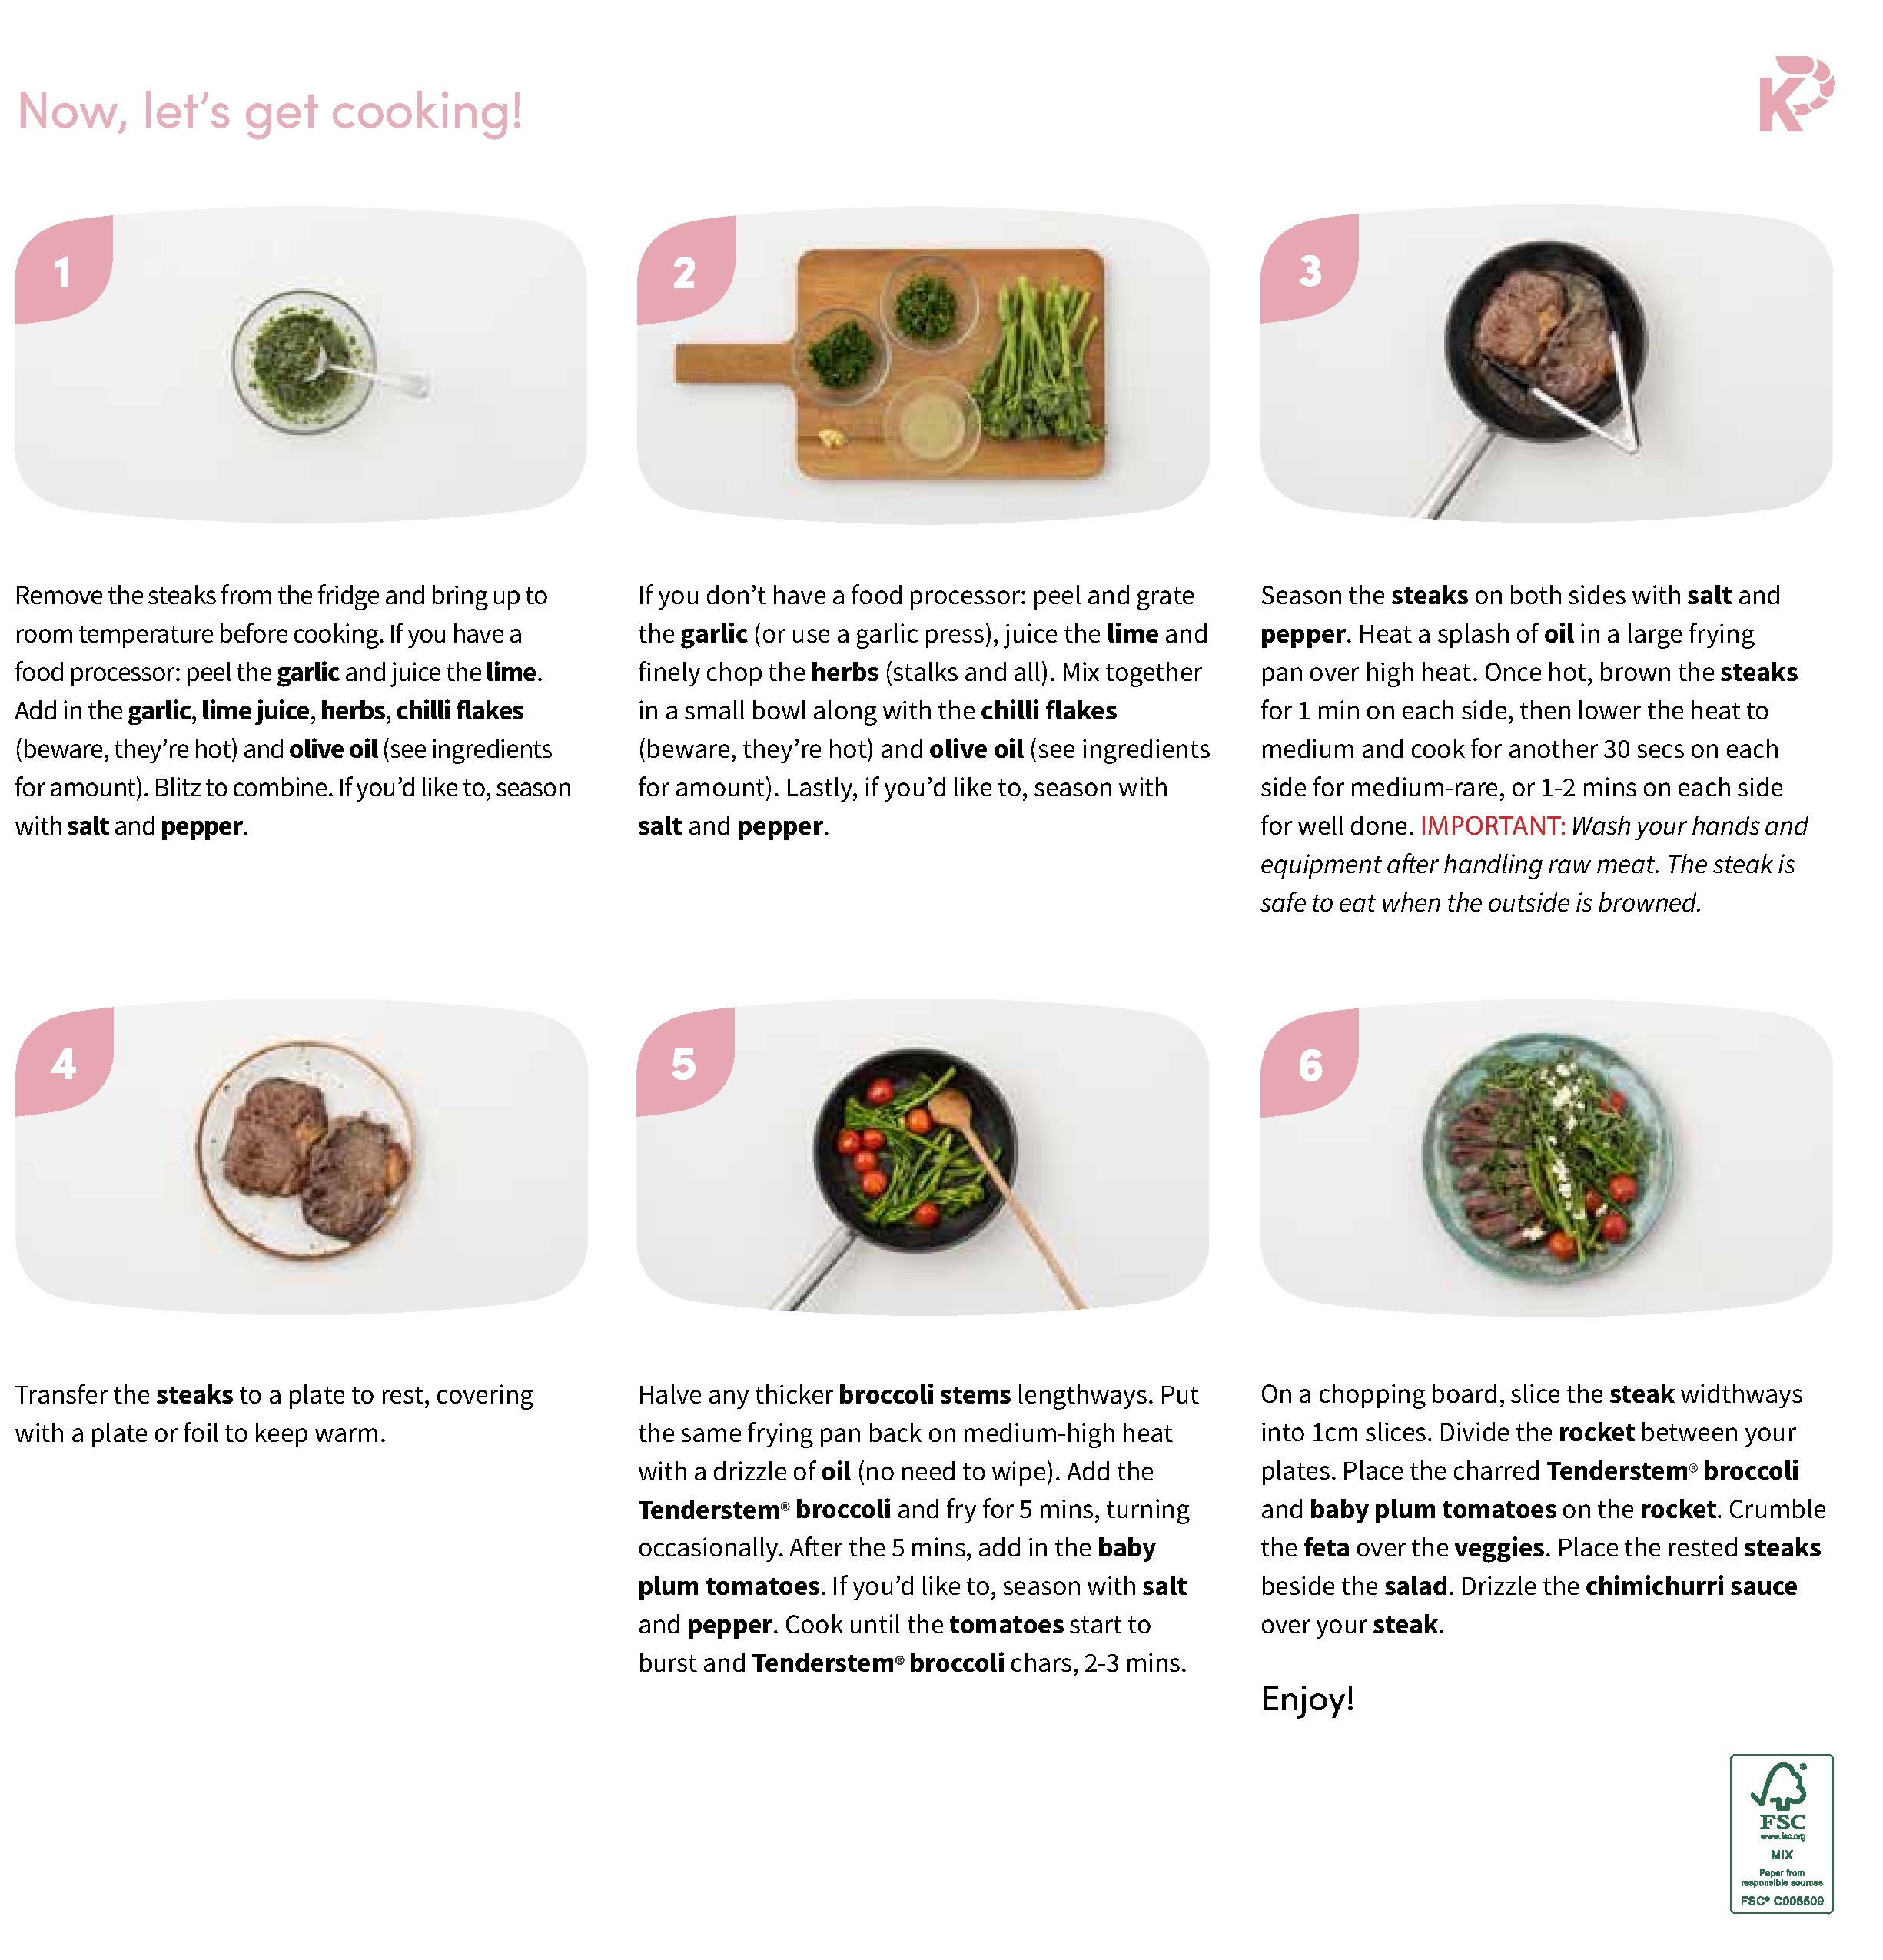 Now, let's get cooking!
KP
1
2
3
Remove the steaks from the fridge and bring up to
room temperature before cooking. If you have a
food processor: peel the garlic and juice the lime.
Add in the garlic, lime juice, herbs, chilli flakes
(beware, they're hot) and olive oil (see ingredients
for amount). Blitz to combine. If you'd like to, season
with salt and pepper.
If you don't have a food processor: peel and grate
the garlic (or use a garlic press), juice the lime and
finely chop the herbs (stalks and all). Mix together
in a small bowl along with the chilli flakes
(beware, they're hot) and olive oil (see ingredients
for amount). Lastly, if you'd like to, season with
salt and pepper.
Season the steaks on both sides with salt and
pepper. Heat a splash of oil in a large frying
pan over high heat. Once hot, brown the steaks
for 1 min on each side, then lower the heat to
medium and cook for another 30 secs on each
side for medium-rare, or 1-2 mins on each side
for well done. IMPORTANT: Wash your hands and
equipment after handling raw meat. The steak is
safe to eat when the outside is browned.
4
5
6
Transfer the steaks to a plate to rest, covering
with a plate or foil to keep warm.
Halve any thicker broccoli stems lengthways. Put
the same frying pan back on medium-high heat
with a drizzle of oil (no need to wipe). Add the
Tenderstem® broccoli and fry for 5 mins, turning
occasionally. After the 5 mins, add in the baby
plum tomatoes. If you'd like to, season with salt
and pepper. Cook until the tomatoes start to
burst and Tenderstem® broccoli chars, 2-3 mins.
On a chopping board, slice the steak widthways
into 1cm slices. Divide the rocket between your
plates. Place the charred Tenderstem® broccoli
and baby plum tomatoes on the rocket. Crumble
the feta over the veggies. Place the rested steaks
beside the salad. Drizzle the chimichurri sauce
over your steak.
Enjoy!
®
FSC
www.fsc.org
MIX
Paper from
responsible sources
FSC® C006509